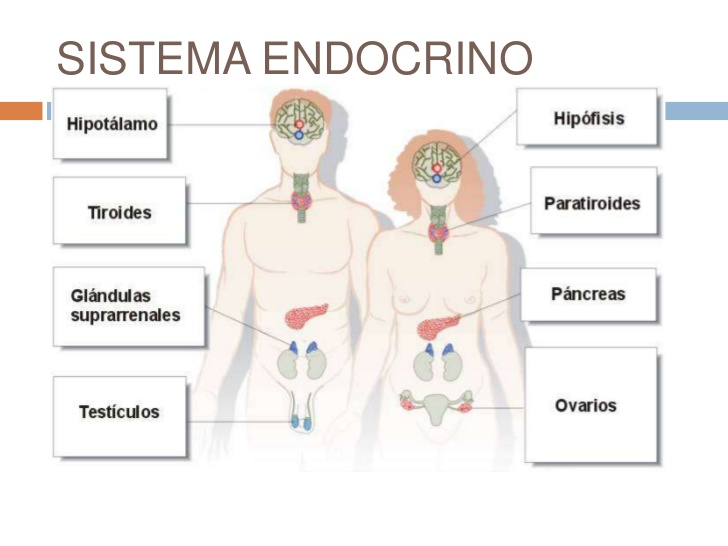 SISTEMA ENDOCRINO
Hipotálamo
Hipófisis
Tiroides
Paratiroides
Glándulas
suprarrenales
Páncreas
Testículos
Ovarios